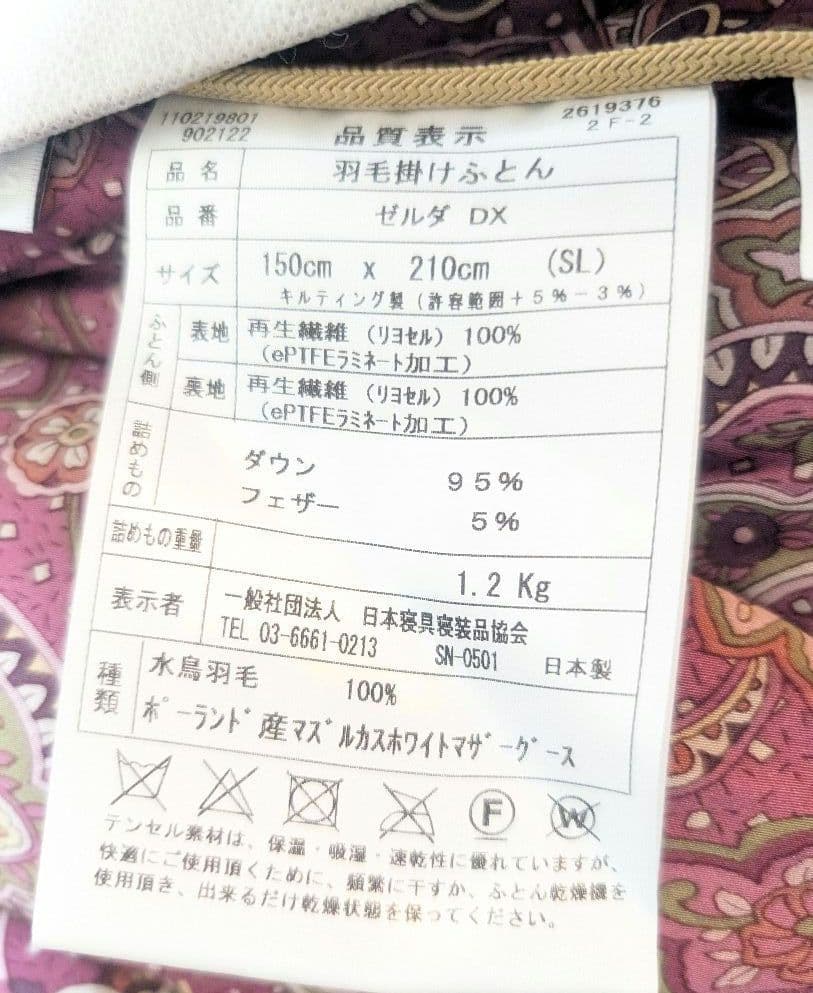 110219801
902122
品質表示
2619376
2F-2
品名 羽毛掛けふとん
品番 ゼルダ DX
サイズ 150cm x 210cm (SL)
キルティング製(許容範囲+5%-3%)
ふとん側
表地 再生繊維 (リヨセル) 100%
(ePTFEラミネート加工)
裏地 再生繊維 (リヨセル) 100%
(ePTFEラミネート加工)
詰めもの
ダウン 95%
フェザー 5%
詰めもの重量 1.2 Kg
表示者 一般社団法人 日本寝具寝装品協会
TEL 03-6661-0213 SN-0501 日本製
種類
水鳥羽毛 100%
ポーランド産マズルカスホワイトマザーグース
F W
テンセル素材は、保温・吸湿・速乾性に優れていますが、
快適にご使用頂くために、頻繁に干すか、ふとん乾燥機を
使用頂き、出来るだけ乾燥状態を保ってください。